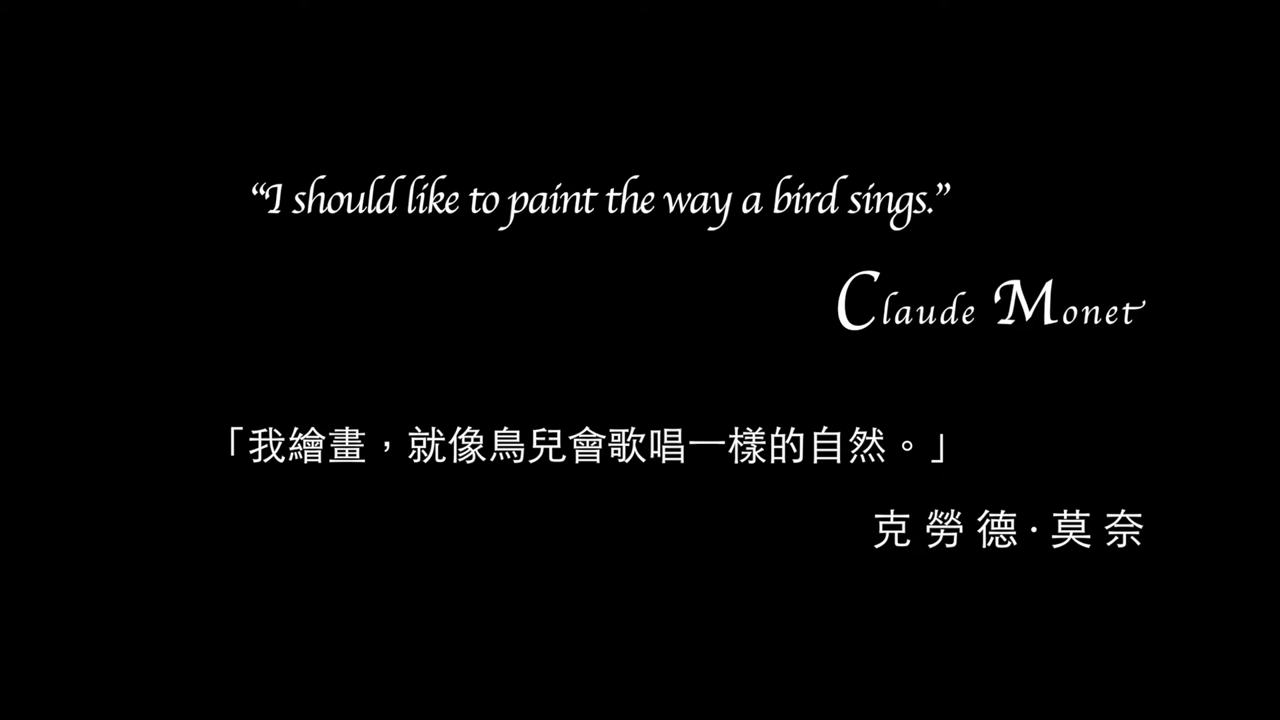 “I should like to paint the way a bird sings.”
Claude Monet
「我繪畫，就像鳥兒會歌唱一樣的自然。」
克勞德·莫奈